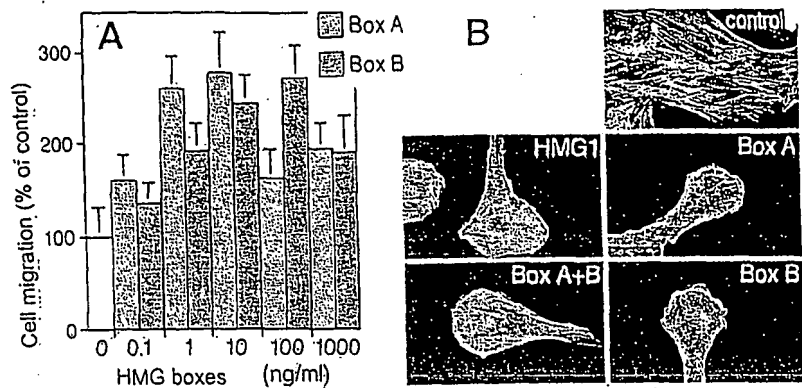 A
Box A
Box B
Cell migration (% of control)
300
200
100
0
0 0.1 1 10 100 1000
HMG boxes (ng/ml)
B
control
HMG1
Box A
Box A+B
Box B